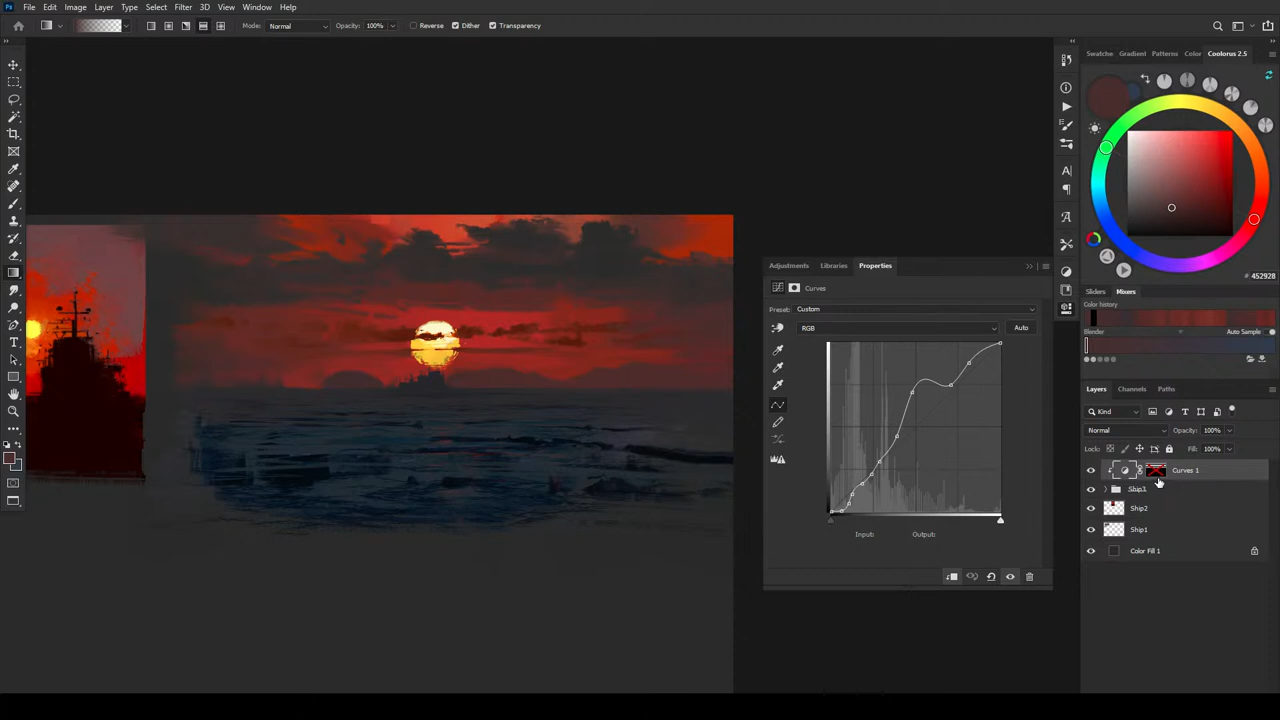 Ps File Edit Image Layer Type Select Filter 3D View Window Help
Mode: Normal Opacity: 100% Reverse Dither Transparency
Swatche Gradient Patterns Color Coolorus 2.5
452928
Sliders Mixers
Color history
Blender Auto Sample
Adjustments Libraries Properties
Curves
Preset: Custom
RGB Auto
Input: Output:
Layers Channels Paths
Kind
Normal Opacity: 100%
Lock: Fill: 100%
Curves 1
Ship3
Ship2
Ship1
Color Fill 1